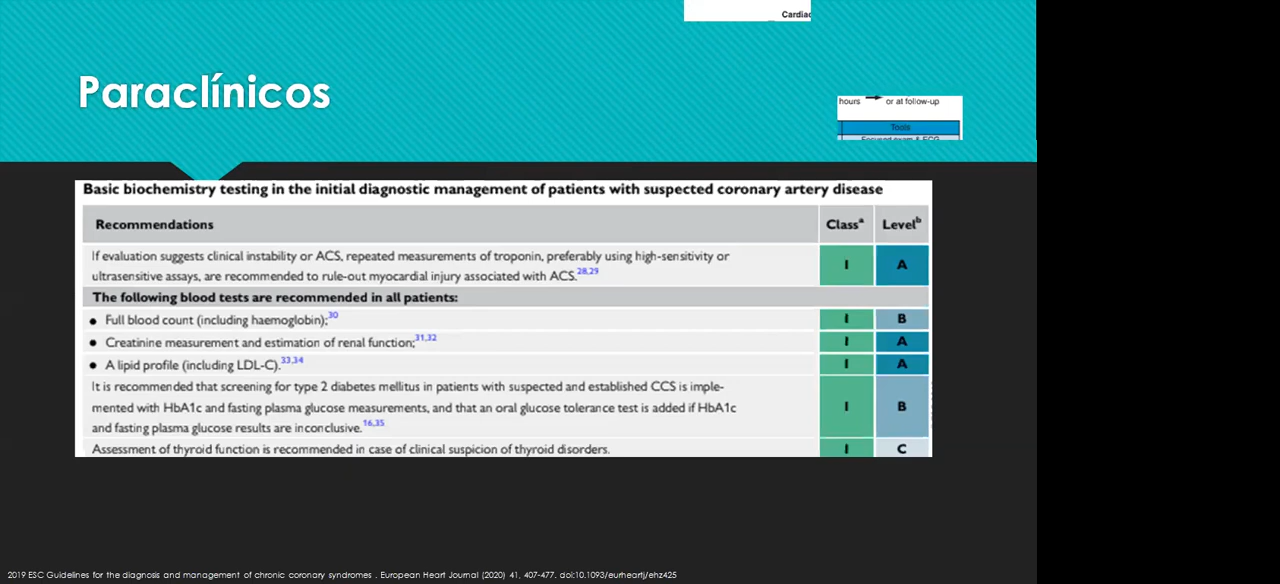 Cardiac
Paraclínicos
hours → or at follow-up
Tools
Focused exam & ECG
Basic biochemistry testing in the initial diagnostic management of patients with suspected coronary artery disease
Recommendations Classᵃ Levelᵇ
If evaluation suggests clinical instability or ACS, repeated measurements of troponin, preferably using high-sensitivity or
ultrasensitive assays, are recommended to rule-out myocardial injury associated with ACS.28,29 I A
The following blood tests are recommended in all patients:
● Full blood count (including haemoglobin);30 I B
● Creatinine measurement and estimation of renal function;31,32 I A
● A lipid profile (including LDL-C).33,34 I A
It is recommended that screening for type 2 diabetes mellitus in patients with suspected and established CCS is imple-
mented with HbA1c and fasting plasma glucose measurements, and that an oral glucose tolerance test is added if HbA1c I B
and fasting plasma glucose results are inconclusive.16,35
Assessment of thyroid function is recommended in case of clinical suspicion of thyroid disorders. I C
2019 ESC Guidelines for the diagnosis and management of chronic coronary syndromes . European Heart Journal (2020) 41, 407-477. doi:10.1093/eurheartj/ehz425